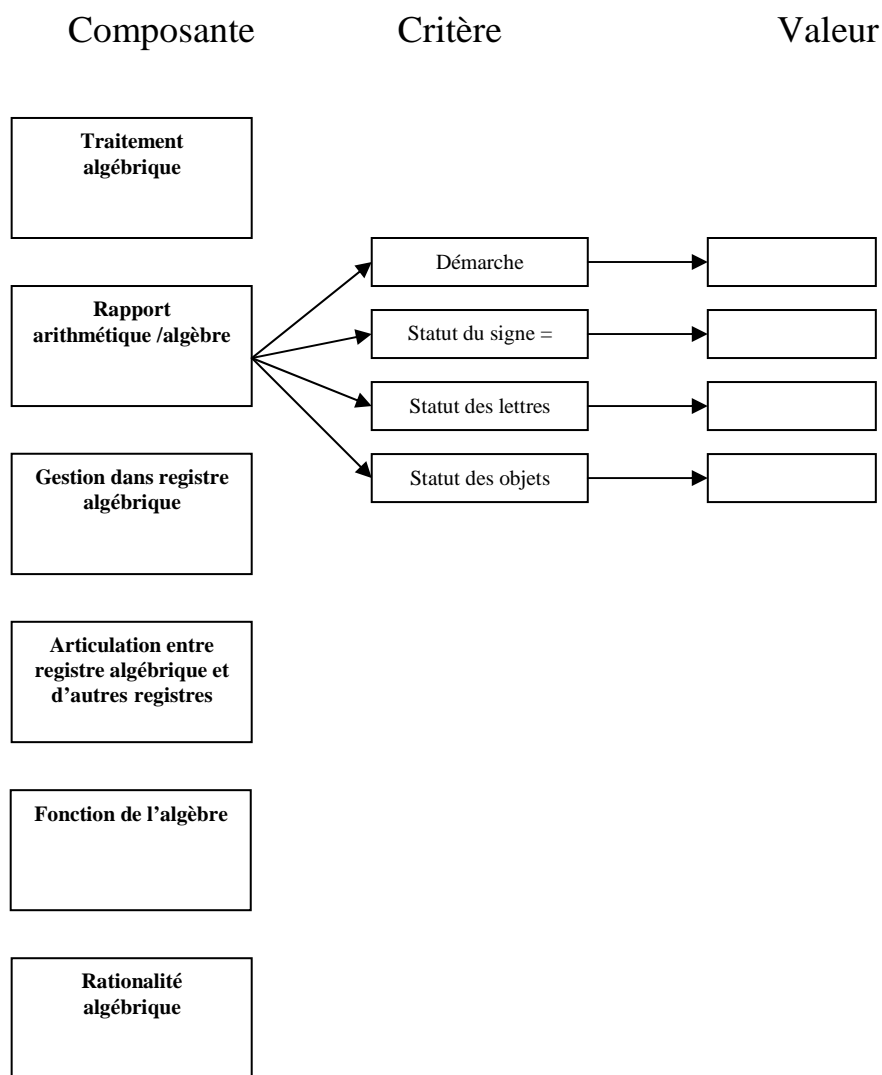 Composante Critère Valeur
Traitement
algébrique
Démarche
Rapport
arithmétique /algèbre
Statut du signe =
Statut des lettres
Statut des objets
Gestion dans registre
algébrique
Articulation entre
registre algébrique et
d’autres registres
Fonction de l’algèbre
Rationalité
algébrique